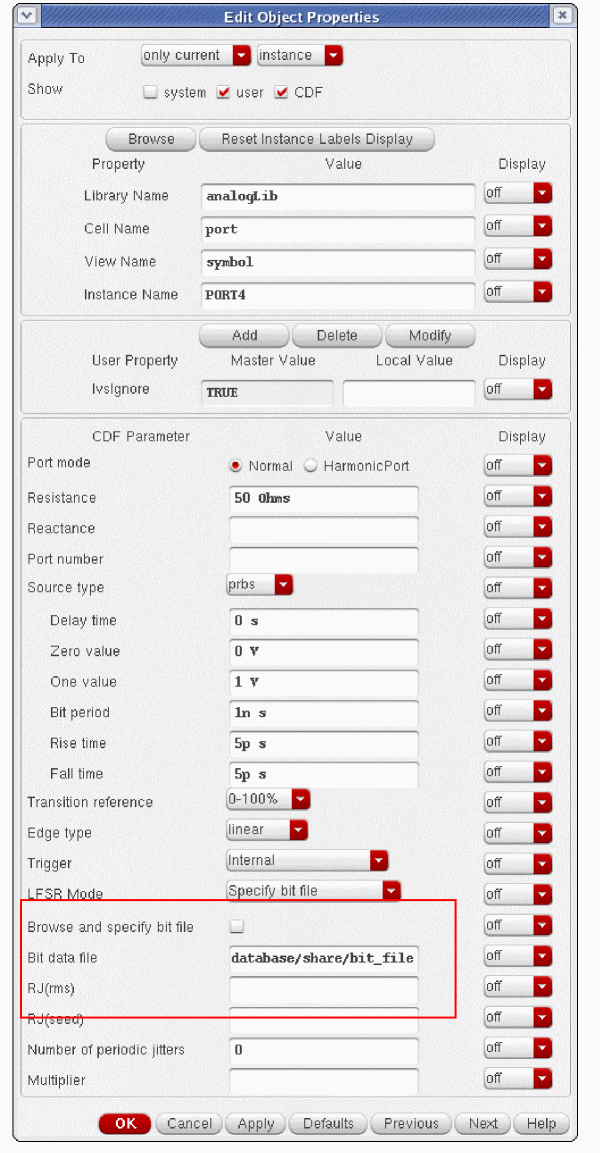 Edit Object Properties
Apply To only current instance
Show system user CDF
Browse Reset Instance Labels Display
Property Value Display
Library Name analogLib off
Cell Name port off
View Name symbol off
Instance Name PORT4 off
Add Delete Modify
User Property Master Value Local Value Display
lvsIgnore TRUE off
CDF Parameter Value Display
Port mode Normal HarmonicPort off
Resistance 50 Ohms off
Reactance off
Port number off
Source type prbs off
Delay time 0 s off
Zero value 0 V off
One value 1 V off
Bit period 1n s off
Rise time 5p s off
Fall time 5p s off
Transition reference 0-100% off
Edge type linear off
Trigger Internal off
LFSR Mode Specify bit file off
Browse and specify bit file off
Bit data file database/share/bit_file off
RJ(rms) off
RJ(seed) off
Number of periodic jitters 0 off
Multiplier off
OK Cancel Apply Defaults Previous Next Help